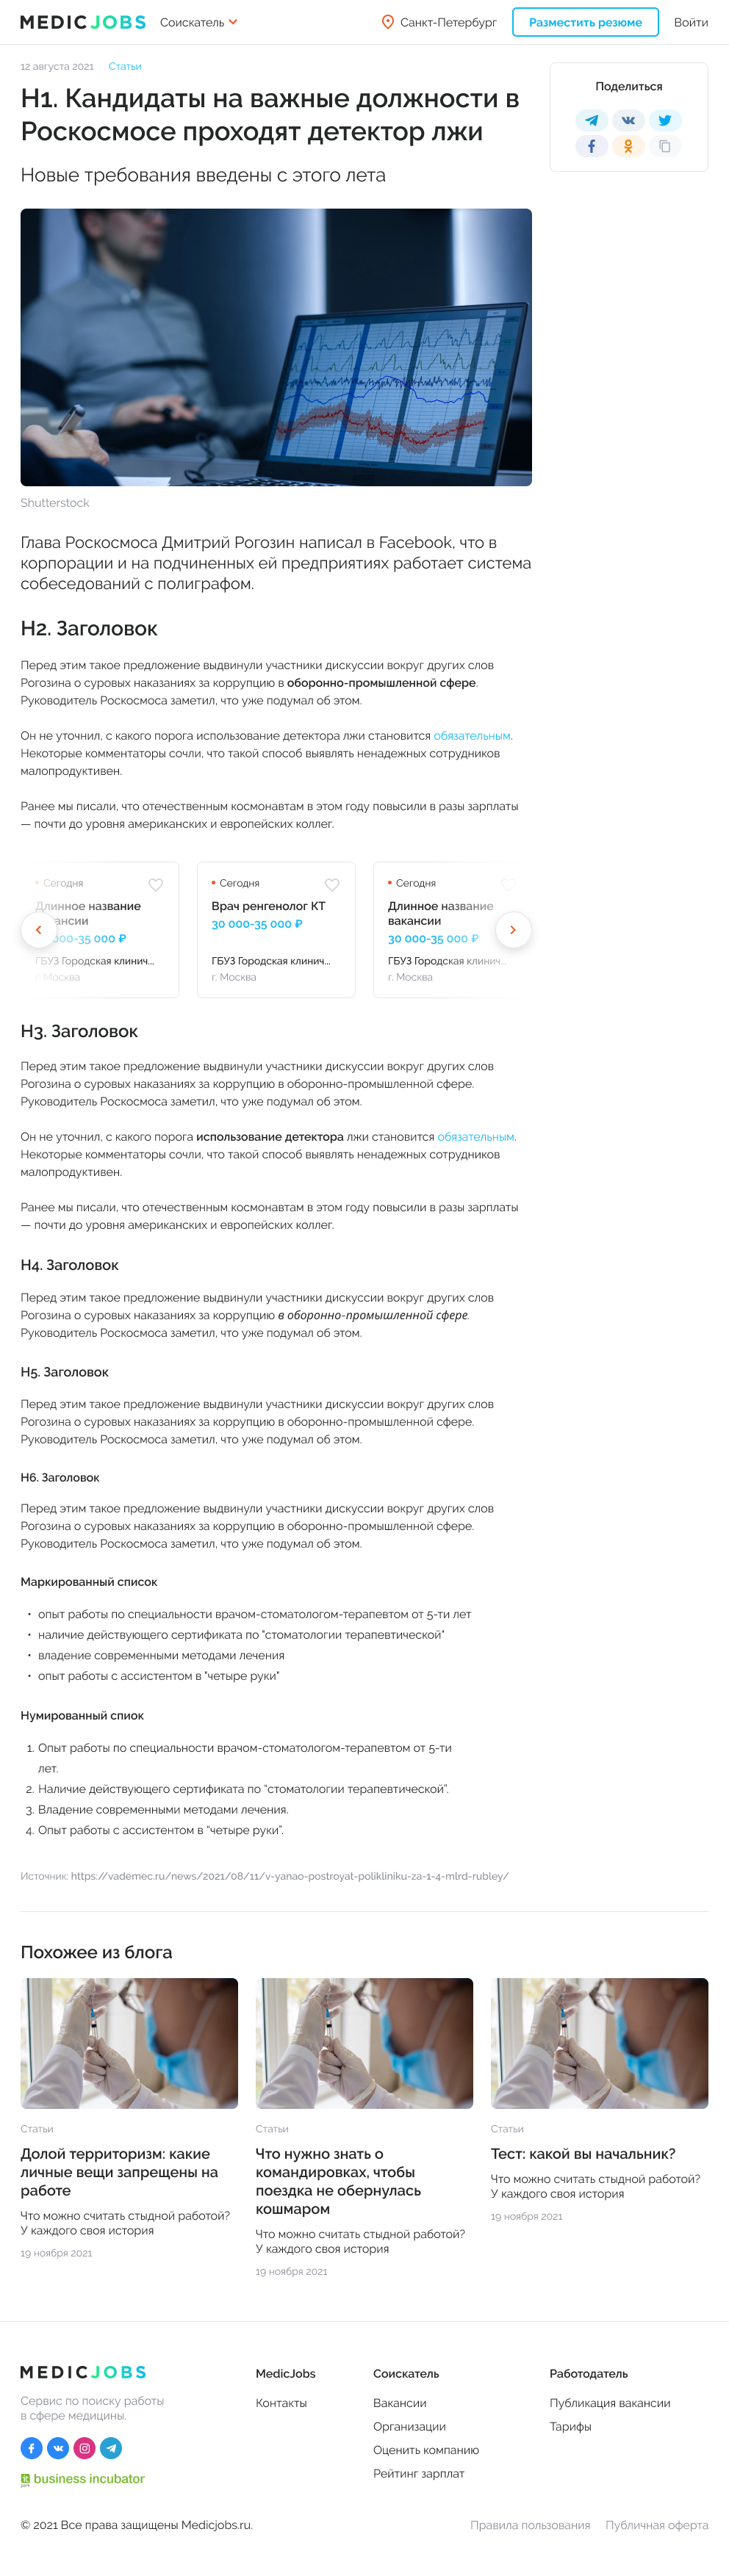 MEDICJOBS Соискатель Санкт-Петербург Разместить резюме Войти
12 августа 2021 Статьи
H1. Кандидаты на важные должности в
Роскосмосе проходят детектор лжи
Новые требования введены с этого лета
Поделиться
Shutterstock
Глава Роскосмоса Дмитрий Рогозин написал в Facebook, что в
корпорации и на подчиненных ей предприятиях работает система
собеседований с полиграфом.
H2. Заголовок
Перед этим такое предложение выдвинули участники дискуссии вокруг других слов
Рогозина о суровых наказаниях за коррупцию в оборонно-промышленной сфере.
Руководитель Роскосмоса заметил, что уже подумал об этом.
Он не уточнил, с какого порога использование детектора лжи становится обязательным.
Некоторые комментаторы сочли, что такой способ выявлять ненадежных сотрудников
малопродуктивен.
Ранее мы писали, что отечественным космонавтам в этом году повысили в разы зарплаты
— почти до уровня американских и европейских коллег.
Сегодня
Длинное название
000-35 000 ₽
ГБУЗ Городская клинич...
г. Москва
Сегодня
Врач ренгенолог КТ
30 000-35 000 ₽
ГБУЗ Городская клинич...
г. Москва
Сегодня
Длинное название
вакансии
30 000-35 000 ₽
ГБУЗ Городская клинич...
г. Москва
H3. Заголовок
Перед этим такое предложение выдвинули участники дискуссии вокруг других слов
Рогозина о суровых наказаниях за коррупцию в оборонно-промышленной сфере.
Руководитель Роскосмоса заметил, что уже подумал об этом.
Он не уточнил, с какого порога использование детектора лжи становится обязательным.
Некоторые комментаторы сочли, что такой способ выявлять ненадежных сотрудников
малопродуктивен.
Ранее мы писали, что отечественным космонавтам в этом году повысили в разы зарплаты
— почти до уровня американских и европейских коллег.
H4. Заголовок
Перед этим такое предложение выдвинули участники дискуссии вокруг других слов
Рогозина о суровых наказаниях за коррупцию в оборонно-промышленной сфере.
Руководитель Роскосмоса заметил, что уже подумал об этом.
H5. Заголовок
Перед этим такое предложение выдвинули участники дискуссии вокруг других слов
Рогозина о суровых наказаниях за коррупцию в оборонно-промышленной сфере.
Руководитель Роскосмоса заметил, что уже подумал об этом.
H6. Заголовок
Перед этим такое предложение выдвинули участники дискуссии вокруг других слов
Рогозина о суровых наказаниях за коррупцию в оборонно-промышленной сфере.
Руководитель Роскосмоса заметил, что уже подумал об этом.
Маркированный список
• опыт работы по специальности врачом-стоматологом-терапевтом от 5-ти лет
• наличие действующего сертификата по "стоматологии терапевтической"
• владение современными методами лечения
• опыт работы с ассистентом в "четыре руки"
Нумированный спиок
1. Опыт работы по специальности врачом-стоматологом-терапевтом от 5-ти
лет.
2. Наличие действующего сертификата по “стоматологии терапевтической”.
3. Владение современными методами лечения.
4. Опыт работы с ассистентом в “четыре руки”.
Источник: https://vademec.ru/news/2021/08/11/v-yanao-postroyat-polikliniku-za-1-4-mlrd-rubley/
Похожее из блога
Статьи
Долой территоризм: какие
личные вещи запрещены на
работе
Что можно считать стыдной работой?
У каждого своя история
19 ноября 2021
Статьи
Что нужно знать о
командировках, чтобы
поездка не обернулась
кошмаром
Что можно считать стыдной работой?
У каждого своя история
19 ноября 2021
Статьи
Тест: какой вы начальник?
Что можно считать стыдной работой?
У каждого своя история
19 ноября 2021
MEDICJOBS
Сервис по поиску работы
в сфере медицины.
business incubator
MedicJobs
Контакты
Соискатель
Вакансии
Организации
Оценить компанию
Рейтинг зарплат
Работодатель
Публикация вакансии
Тарифы
© 2021 Все права защищены Medicjobs.ru.
Правила пользования Публичная оферта